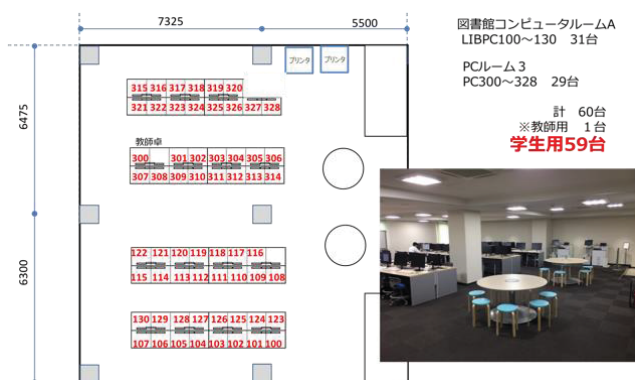 7325
5500
図書館コンピュータルームA
LIBPC100～130 31台
PCルーム3
PC300～328 29台
計 60台
※教師用 1台
学生用59台
プリンタ
プリンタ
6475
315 316 317 318 319 320
321 322 323 324 325 326 327 328
教師卓
300 301 302 303 304 305 306
307 308 309 310 311 312 313 314
6300
122 121 120 119 118 117 116
115 114 113 112 111 110 109 108
130 129 128 127 126 125 124 123
107 106 105 104 103 102 101 100